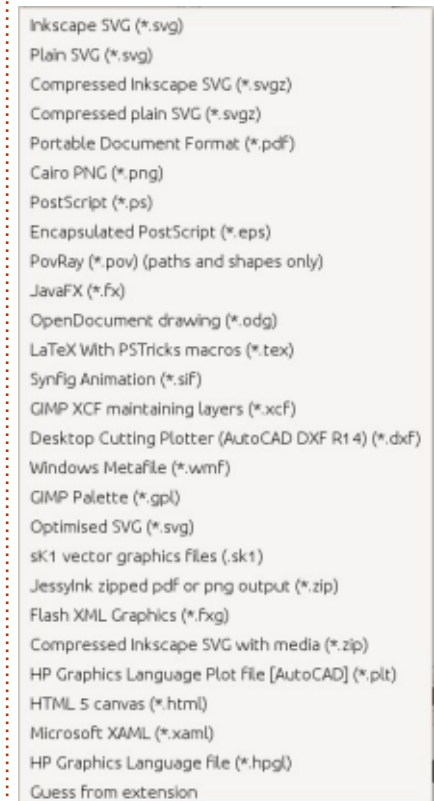 Inkscape SVG (*.svg)
Plain SVG (*.svg)
Compressed Inkscape SVG (*.svgz)
Compressed plain SVG (*.svgz)
Portable Document Format (*.pdf)
Cairo PNG (*.png)
PostScript (*.ps)
Encapsulated PostScript (*.eps)
PovRay (*.pov) (paths and shapes only)
JavaFX (*.fx)
OpenDocument drawing (*.odg)
LaTeX With PSTricks macros (*.tex)
Synfig Animation (*.sif)
GIMP XCF maintaining layers (*.xcf)
Desktop Cutting Plotter (AutoCAD DXF R14) (*.dxf)
Windows Metafile (*.wmf)
GIMP Palette (*.gpl)
Optimised SVG (*.svg)
sK1 vector graphics files (.sk1)
JessyInk zipped pdf or png output (*.zip)
Flash XML Graphics (*.fxg)
Compressed Inkscape SVG with media (*.zip)
HP Graphics Language Plot file [AutoCAD] (*.plt)
HTML 5 canvas (*.html)
Microsoft XAML (*.xaml)
HP Graphics Language file (*.hpgl)
Guess from extension